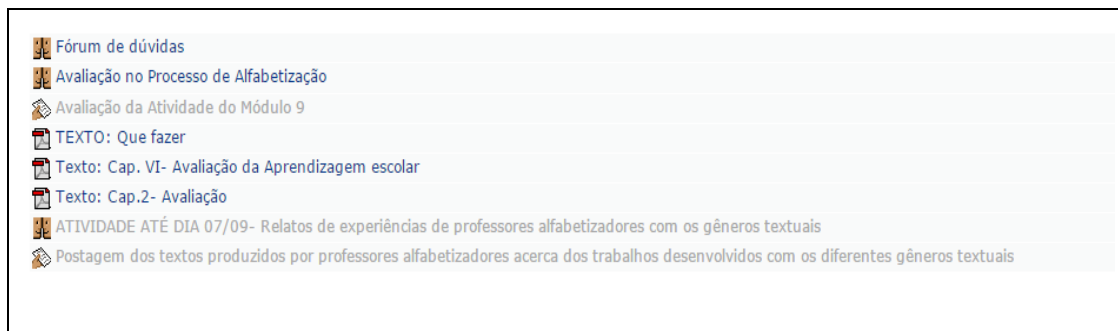 Fórum de dúvidas
Avaliação no Processo de Alfabetização
Avaliação da Atividade do Módulo 9
TEXTO: Que fazer
Texto: Cap. VI- Avaliação da Aprendizagem escolar
Texto: Cap.2- Avaliação
ATIVIDADE ATÉ DIA 07/09- Relatos de experiências de professores alfabetizadores com os gêneros textuais
Postagem dos textos produzidos por professores alfabetizadores acerca dos trabalhos desenvolvidos com os diferentes gêneros textuais